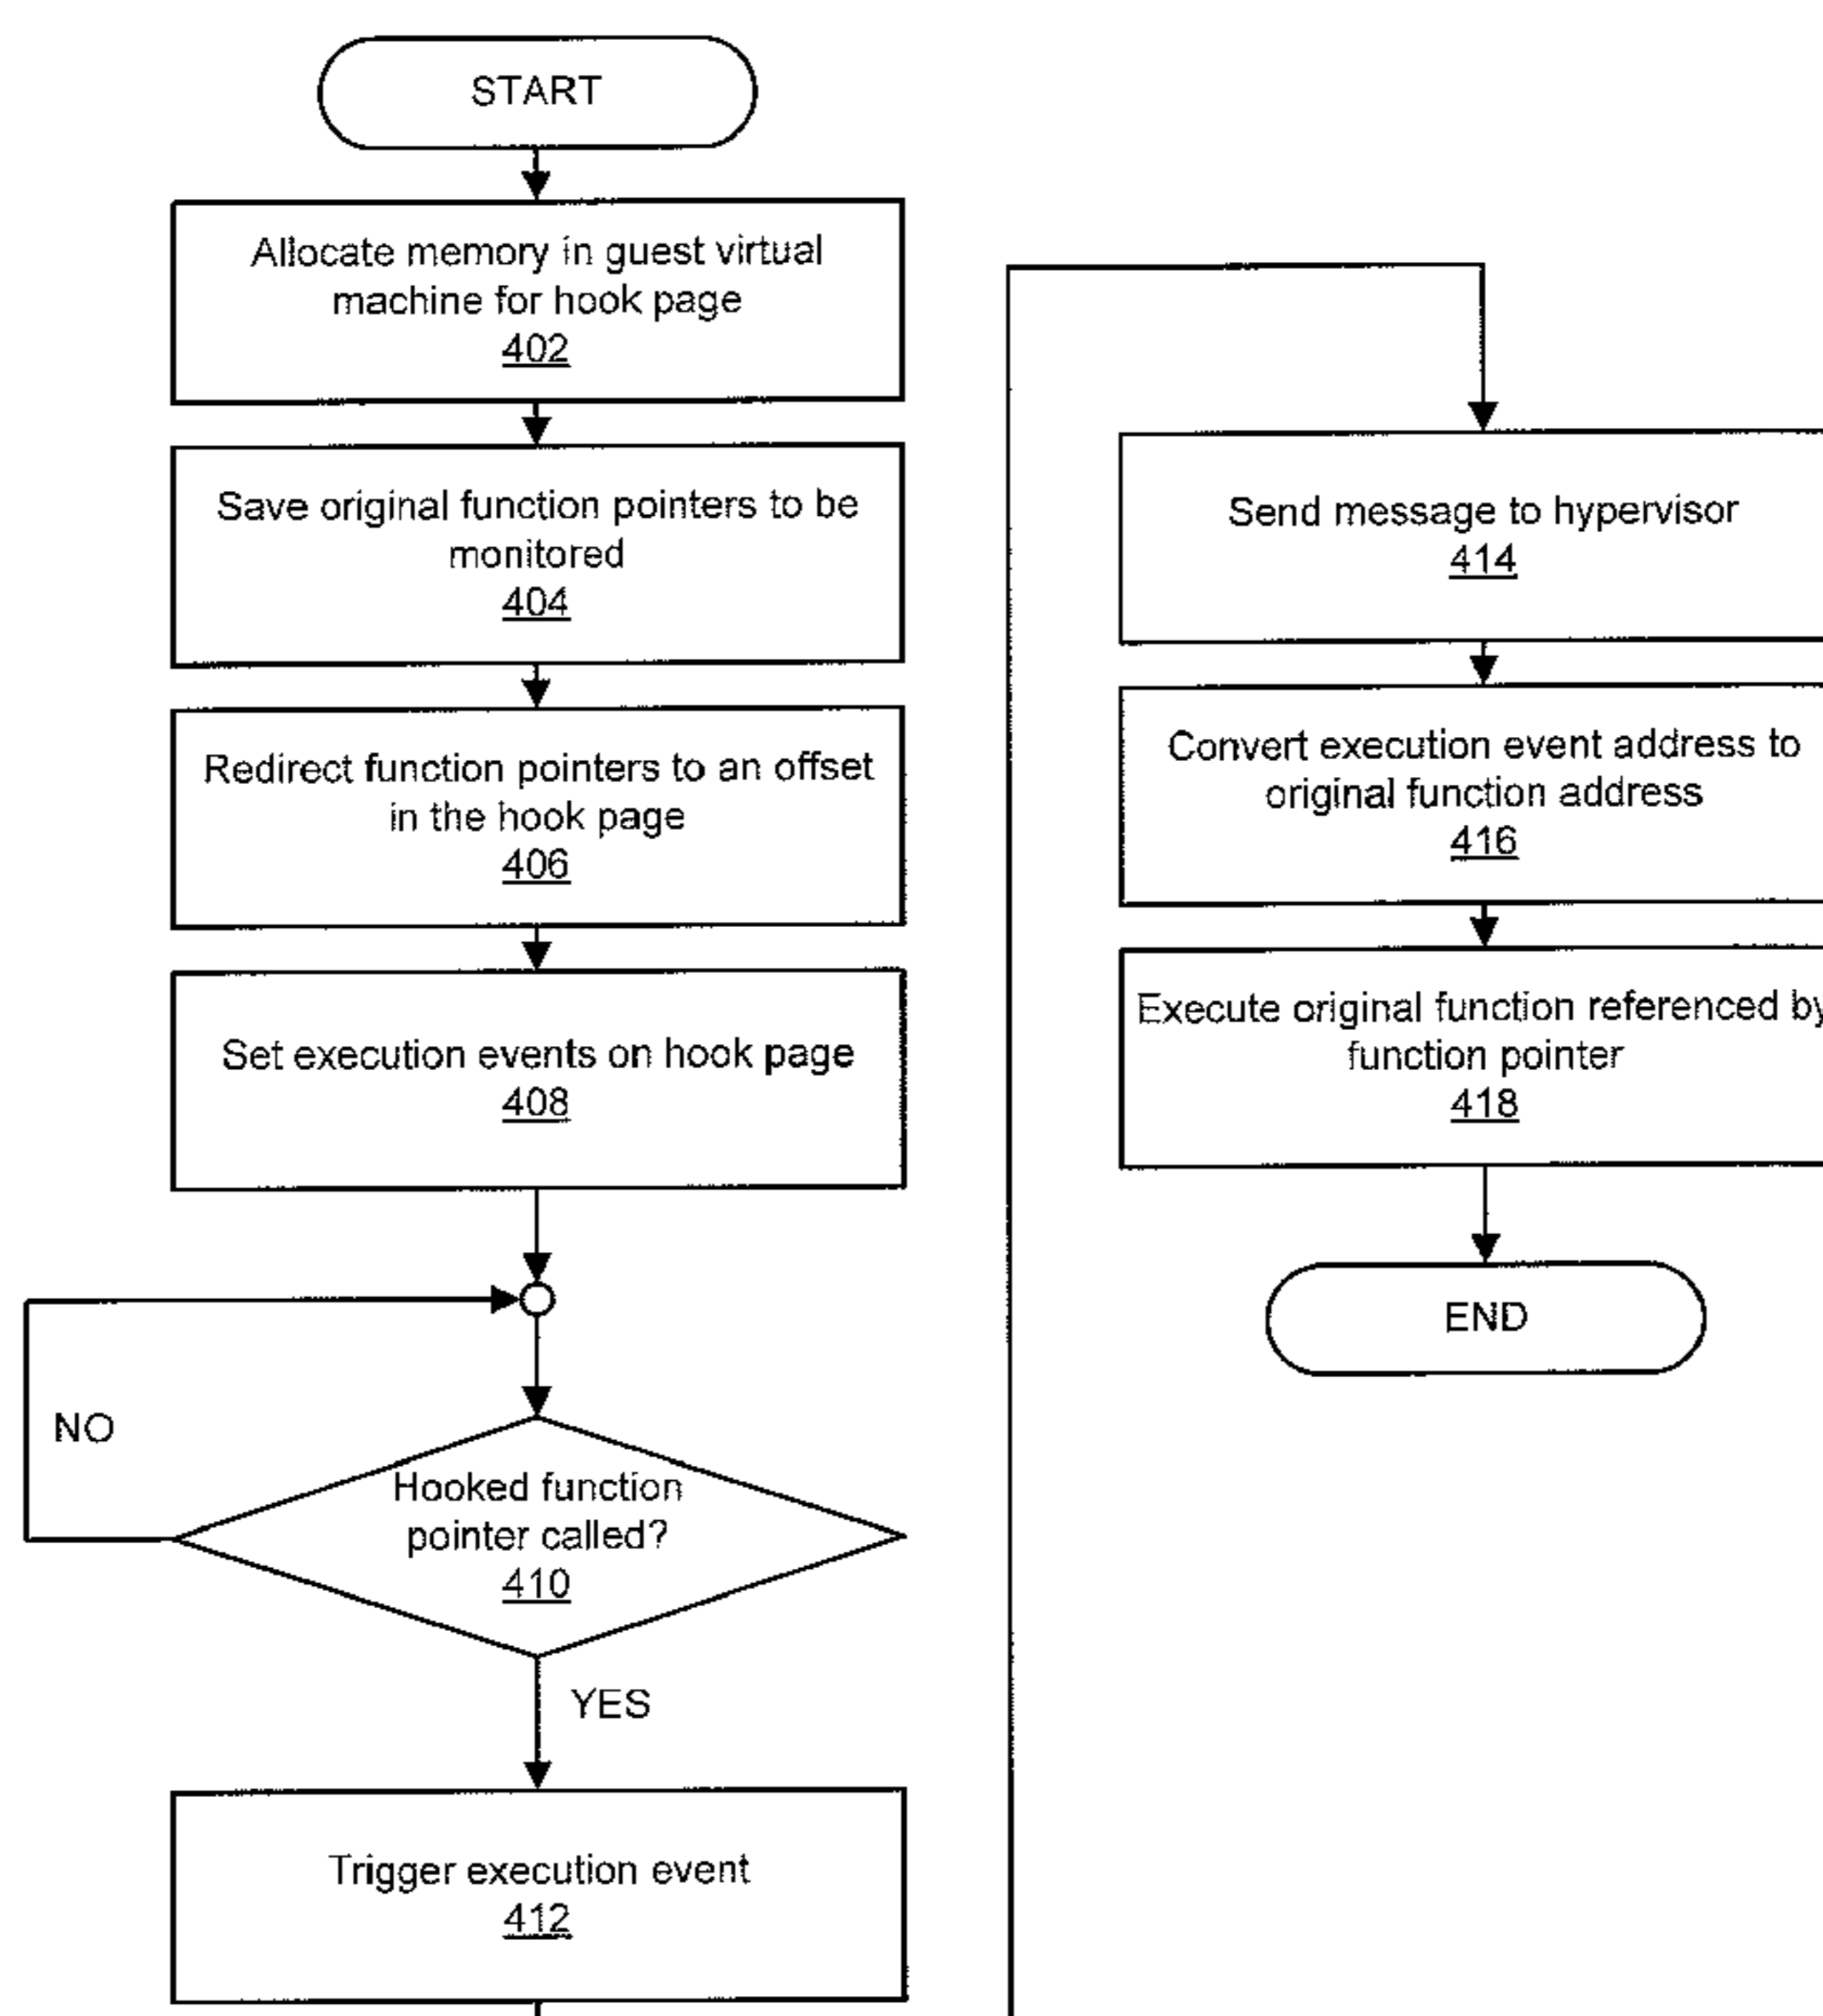 START
Allocate memory in guest virtual
machine for hook page
402
Save original function pointers to be
monitored
404
Redirect function pointers to an offset
in the hook page
406
Set execution events on hook page
408
NO
Hooked function
pointer called?
410
YES
Trigger execution event
412
Send message to hypervisor
414
Convert execution event address to
original function address
416
Execute original function referenced by
function pointer
418
END